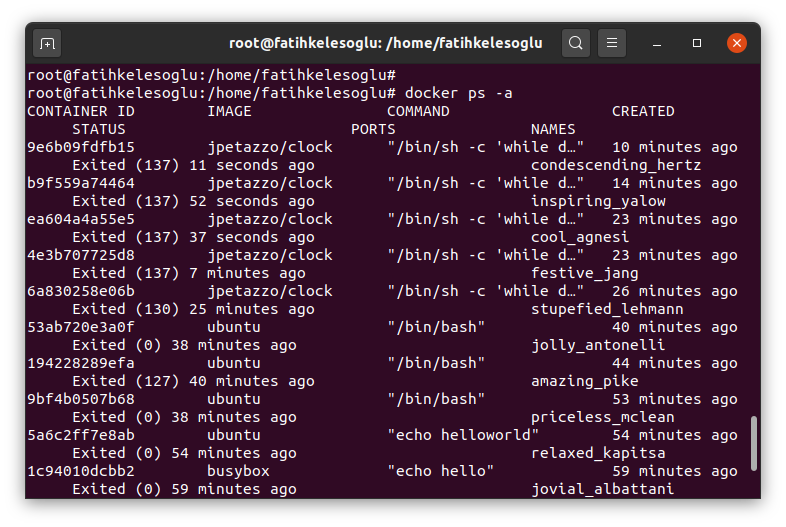 root@fatihkelesoglu: /home/fatihkelesoglu
root@fatihkelesoglu:/home/fatihkelesoglu#
root@fatihkelesoglu:/home/fatihkelesoglu# docker ps -a
CONTAINER ID        IMAGE               COMMAND                  CREATED
     STATUS                         PORTS               NAMES
9e6b09fdfb15        jpetazzo/clock      "/bin/sh -c 'while d…"   10 minutes ago
     Exited (137) 11 seconds ago                        condescending_hertz
b9f559a74464        jpetazzo/clock      "/bin/sh -c 'while d…"   14 minutes ago
     Exited (137) 52 seconds ago                        inspiring_yalow
ea604a4a55e5        jpetazzo/clock      "/bin/sh -c 'while d…"   23 minutes ago
     Exited (137) 37 seconds ago                        cool_agnesi
4e3b707725d8        jpetazzo/clock      "/bin/sh -c 'while d…"   23 minutes ago
     Exited (137) 7 minutes ago                         festive_jang
6a830258e06b        jpetazzo/clock      "/bin/sh -c 'while d…"   26 minutes ago
     Exited (130) 25 minutes ago                        stupefied_lehmann
53ab720e3a0f        ubuntu              "/bin/bash"              40 minutes ago
     Exited (0) 38 minutes ago                          jolly_antonelli
194228289efa        ubuntu              "/bin/bash"              44 minutes ago
     Exited (127) 40 minutes ago                        amazing_pike
9bf4b0507b68        ubuntu              "/bin/bash"              53 minutes ago
     Exited (0) 38 minutes ago                          priceless_mclean
5a6c2ff7e8ab        ubuntu              "echo helloworld"        54 minutes ago
     Exited (0) 54 minutes ago                          relaxed_kapitsa
1c94010dcbb2        busybox             "echo hello"             59 minutes ago
     Exited (0) 59 minutes ago                          jovial_albattani